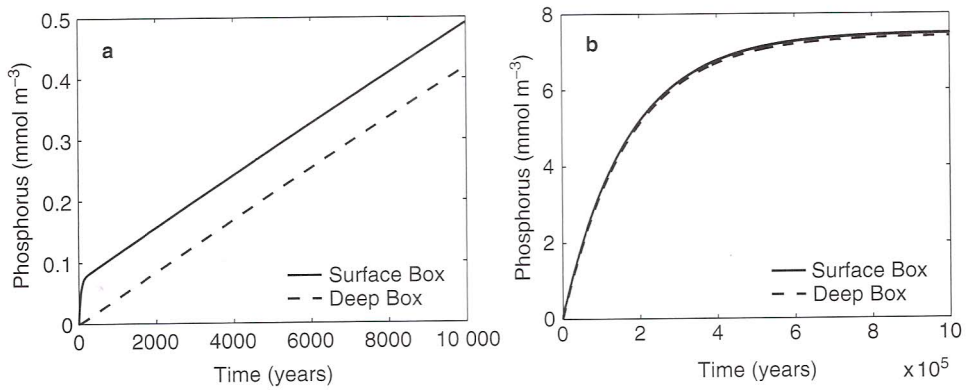 a
Phosphorus (mmol m⁻³)
0.5
0.4
0.3
0.2
0.1
0
0 2000 4000 6000 8000 10 000
Surface Box
Deep Box
Time (years)
b
Phosphorus (mmol m⁻³)
8
6
4
2
0
0 2 4 6 8 10
Surface Box
Deep Box
Time (years)
x10⁵